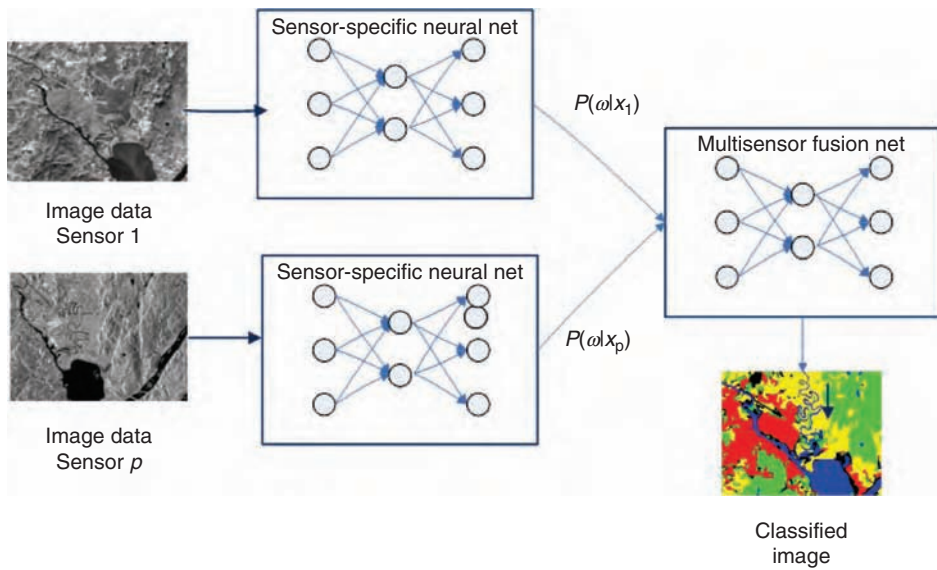 Sensor-specific neural net
P(ω|x₁)
Multisensor fusion net
Image data
Sensor 1
Sensor-specific neural net
P(ω|xₚ)
Image data
Sensor p
Classified
image